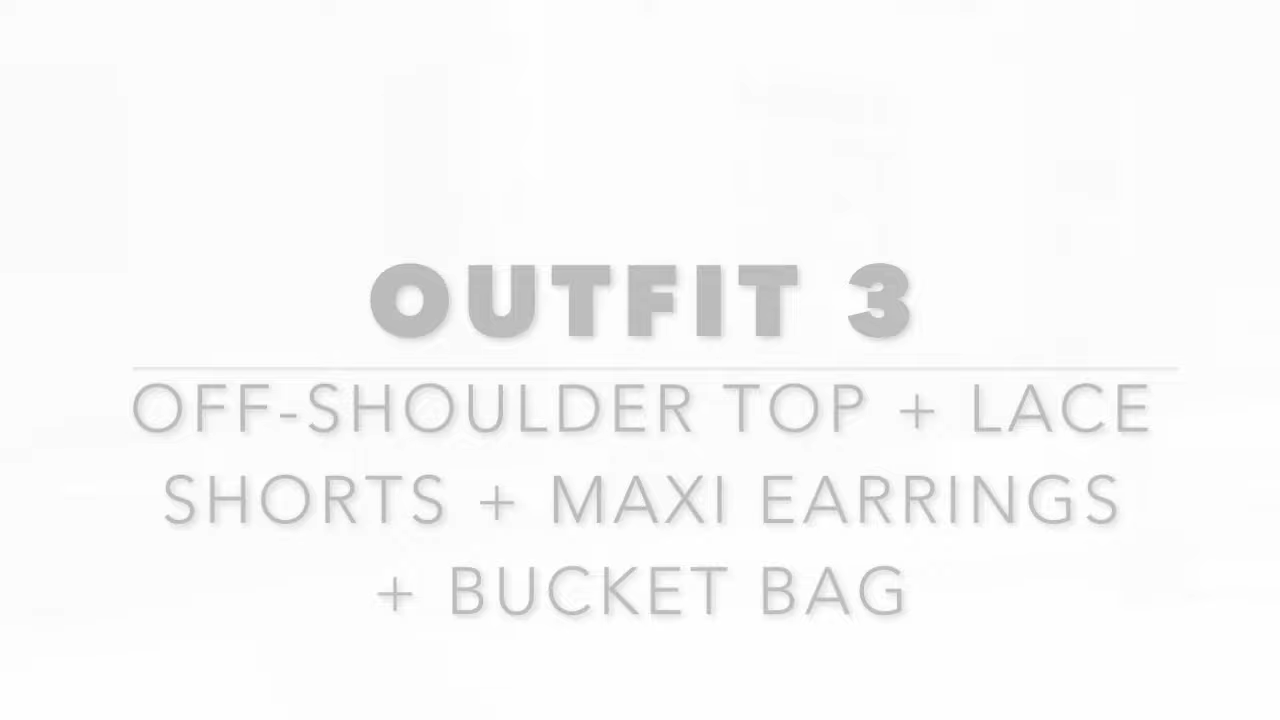 OUTFIT 3
OFF-SHOULDER TOP + LACE
SHORTS + MAXI EARRINGS
+ BUCKET BAG